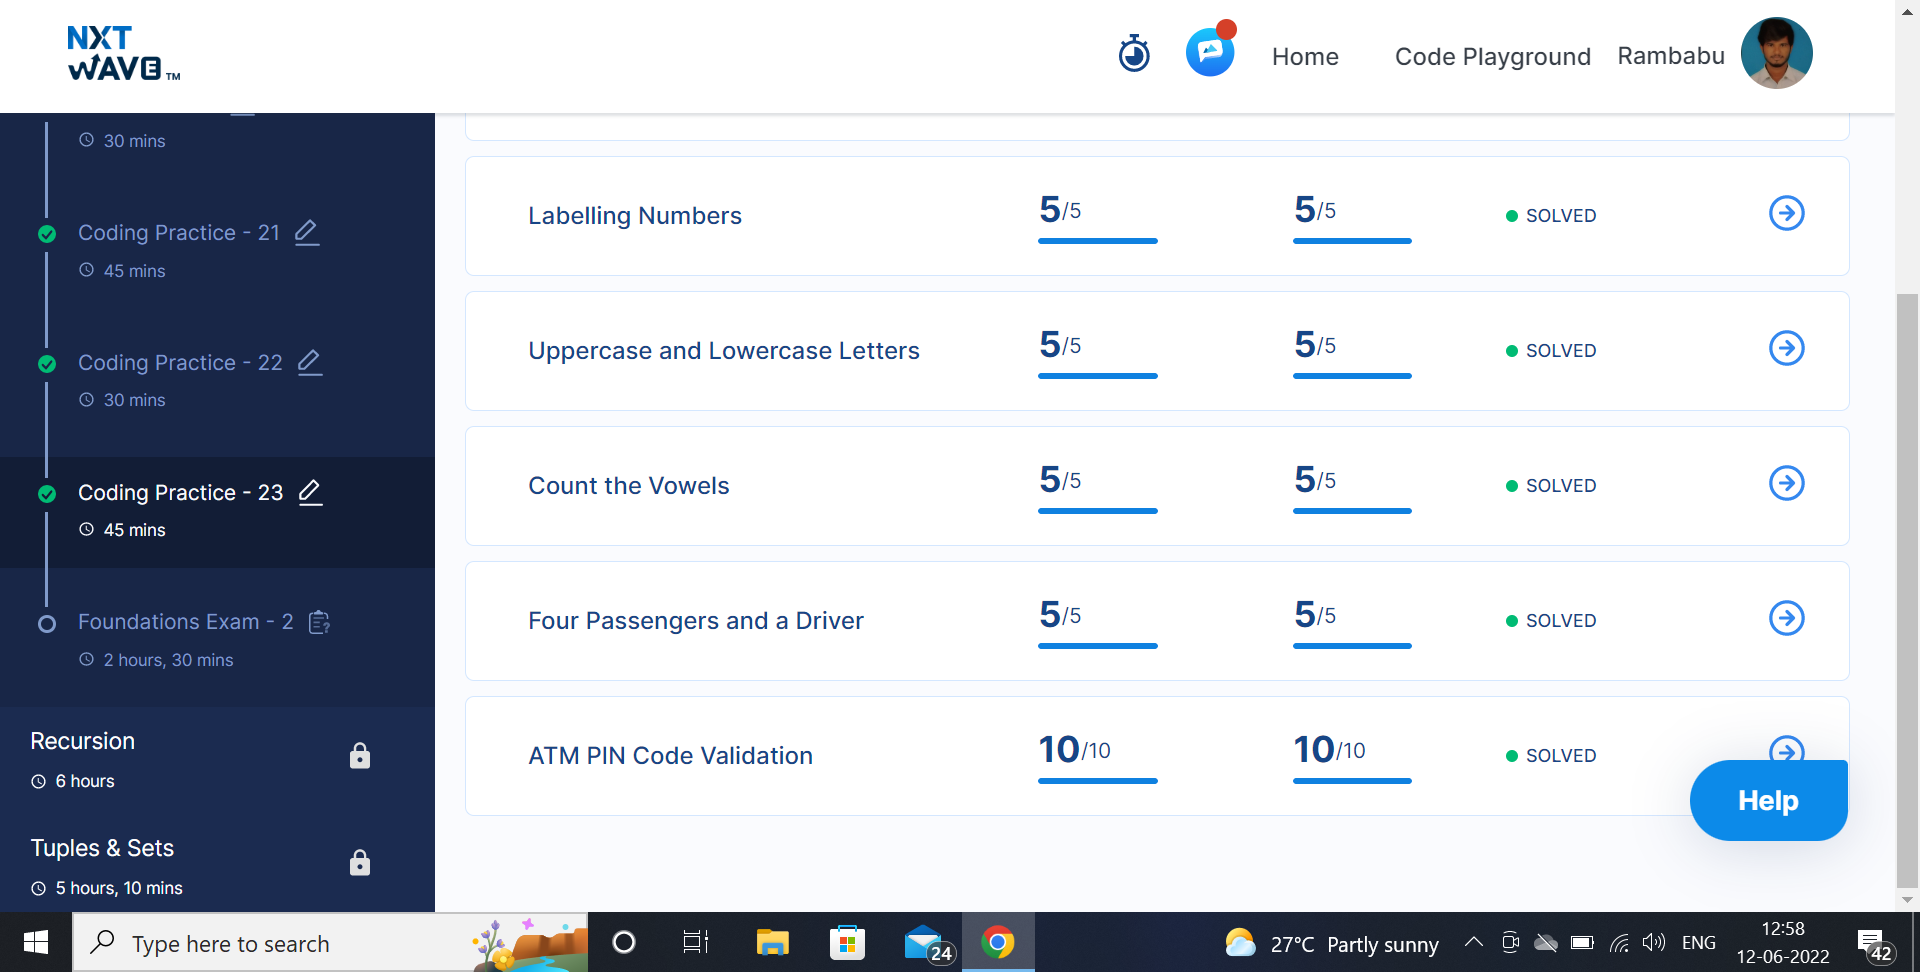 NXT
WAVE TM
Home
Code Playground
Rambabu
30 mins
Coding Practice - 21
45 mins
Coding Practice - 22
30 mins
Coding Practice - 23
45 mins
Foundations Exam - 2
2 hours, 30 mins
Recursion
6 hours
Tuples & Sets
5 hours, 10 mins
Labelling Numbers 5/5 5/5 SOLVED
Uppercase and Lowercase Letters 5/5 5/5 SOLVED
Count the Vowels 5/5 5/5 SOLVED
Four Passengers and a Driver 5/5 5/5 SOLVED
ATM PIN Code Validation 10/10 10/10 SOLVED
Help
Type here to search
24
27°C Partly sunny
ENG
12:58
12-06-2022
42